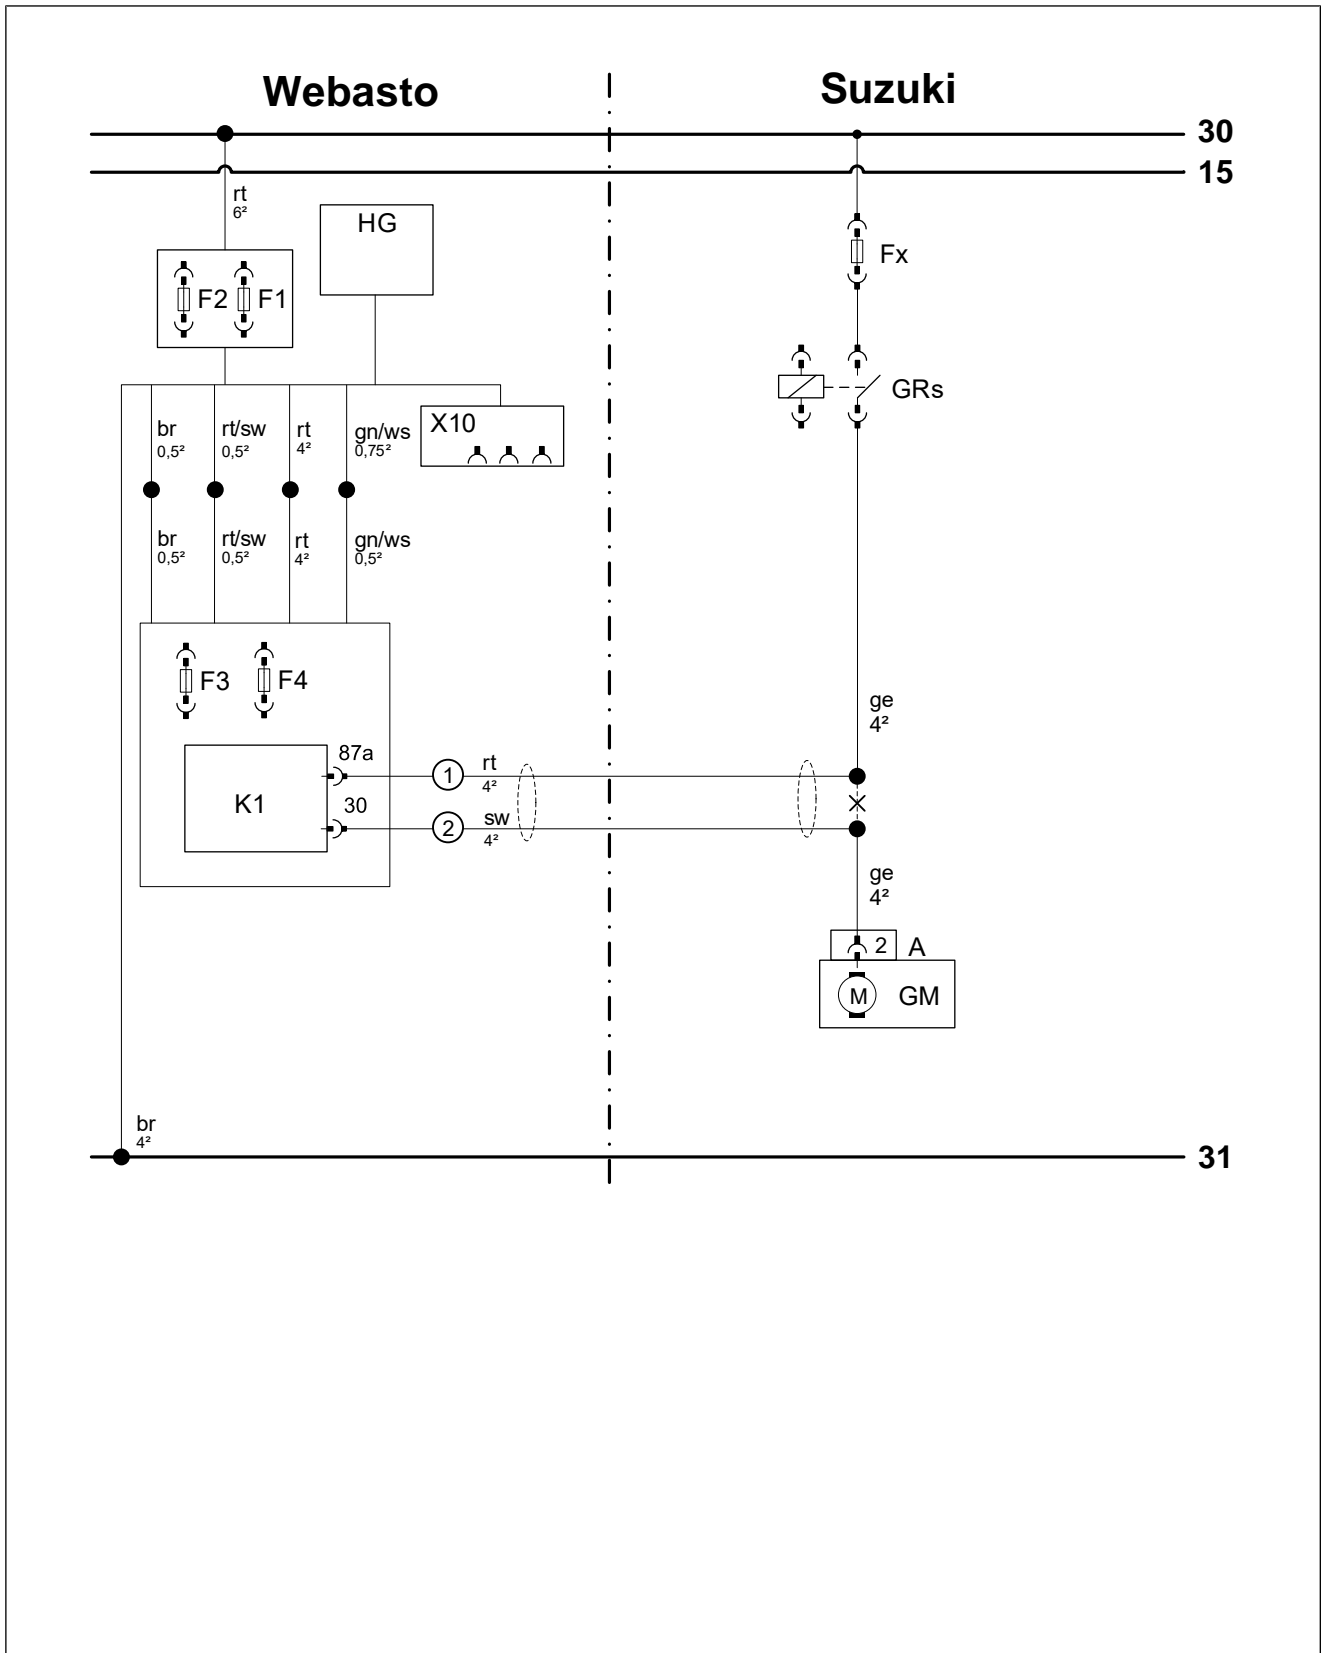 Webasto
Suzuki
30
15
rt
6²
HG
Fx
F2
F1
GRs
X10
br
0,5²
rt/sw
0,5²
rt
4²
gn/ws
0,75²
br
0,5²
rt/sw
0,5²
rt
4²
gn/ws
0,5²
F3
F4
ge
4²
87a
1
rt
4²
K1
30
2
sw
4²
ge
4²
2
A
M
GM
br
4²
31